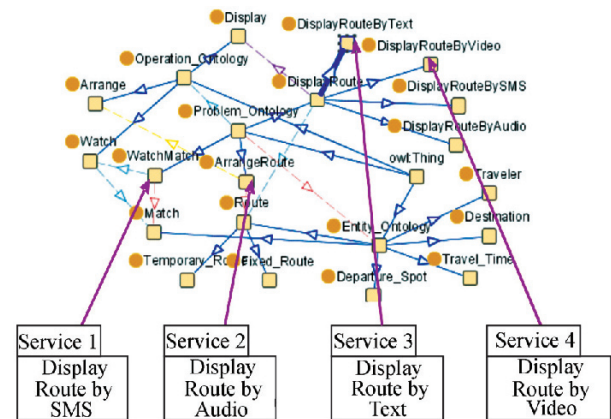 Display
DisplayRouteByText
Operation_Ontology
DisplayRouteByVideo
Arrange
DisplayRoute
DisplayRouteBySMS
Problem_Ontology
DisplayRouteByAudio
Watch
WatchMatch
ArrangeRoute
owl:Thing
Traveler
Match
Route
Entity_Ontology
Destination
Temporary_Route
Fixed_Route
Departure_Spot
Travel_Time
Service 1
Display
Route by
SMS
Service 2
Display
Route by
Audio
Service 3
Display
Route by
Text
Service 4
Display
Route by
Video